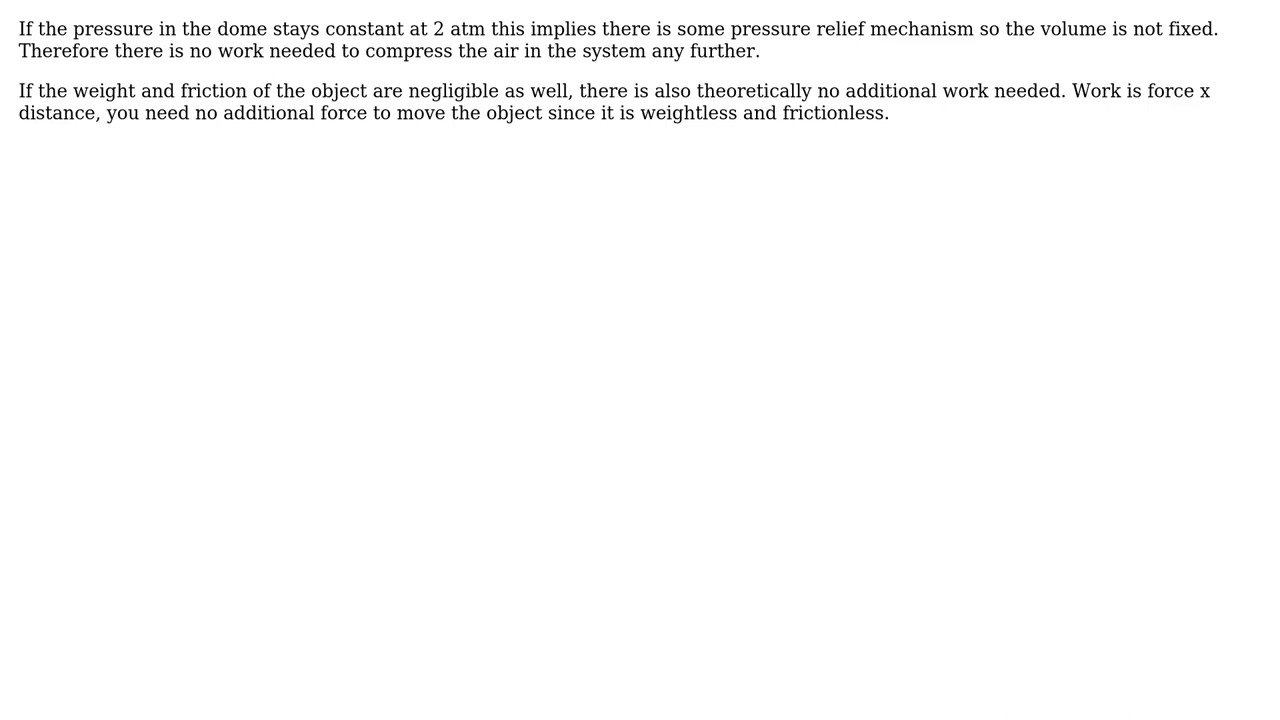 If the pressure in the dome stays constant at 2 atm this implies there is some pressure relief mechanism so the volume is not fixed.
Therefore there is no work needed to compress the air in the system any further.
If the weight and friction of the object are negligible as well, there is also theoretically no additional work needed. Work is force x
distance, you need no additional force to move the object since it is weightless and frictionless.